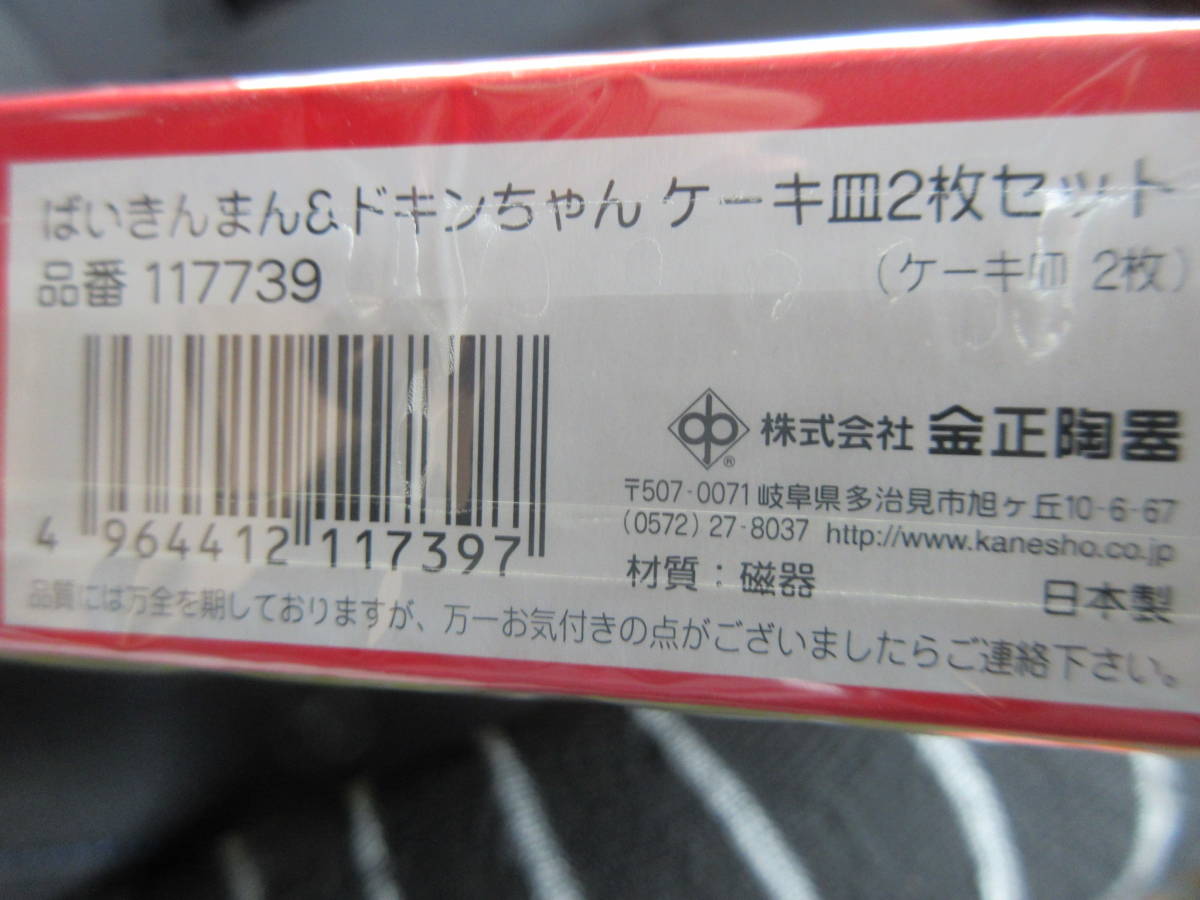 ばいきんまん&ドキンちゃん ケーキ皿2枚セット
品番 117739
(ケーキ皿 2枚)
4 964412 117397
株式会社 金正陶器
〒507-0071 岐阜県多治見市旭ヶ丘10-6-67
(0572) 27-8037 http://www.kanesho.co.jp
材質:磁器 日本製
品質には万全を期しておりますが、万一お気付きの点がございましたらご連絡下さい。